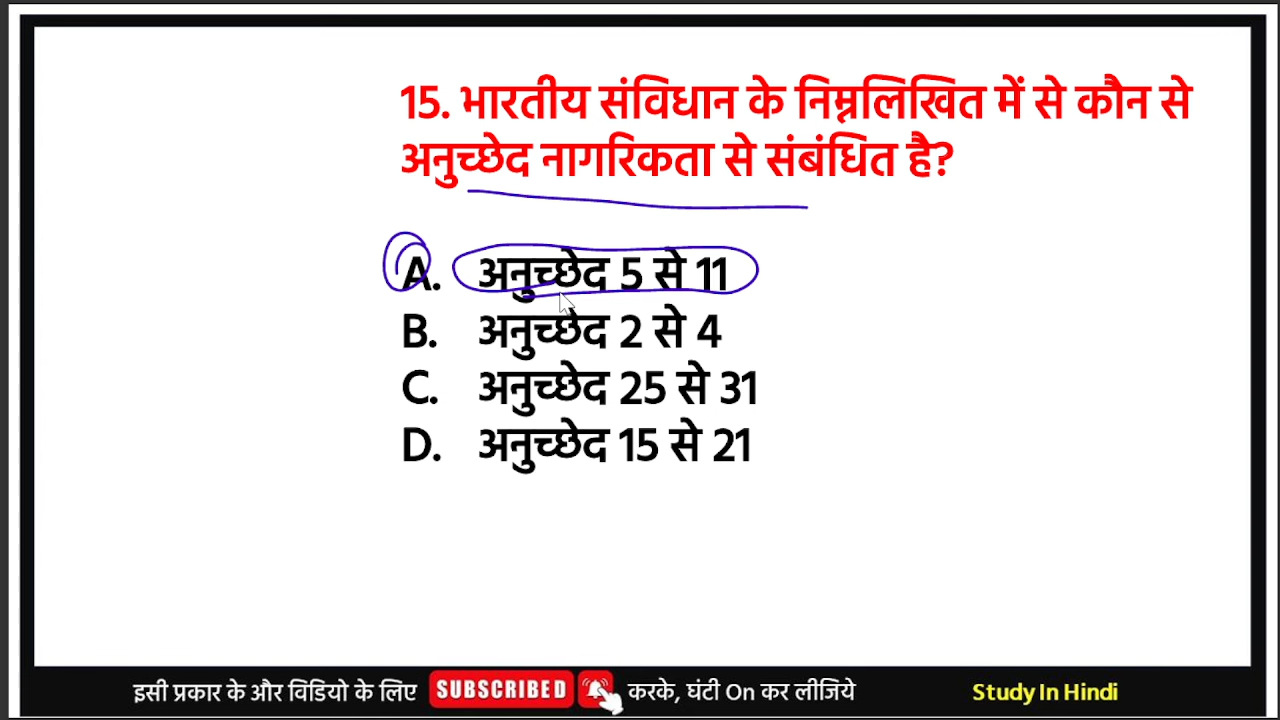 15. भारतीय संविधान के निम्नलिखित में से कौन से
अनुच्छेद नागरिकता से संबंधित है?
A. अनुच्छेद 5 से 11
B. अनुच्छेद 2 से 4
C. अनुच्छेद 25 से 31
D. अनुच्छेद 15 से 21
इसी प्रकार के और विडियो के लिए SUBSCRIBED करके, घंटी On कर लीजिये Study In Hindi